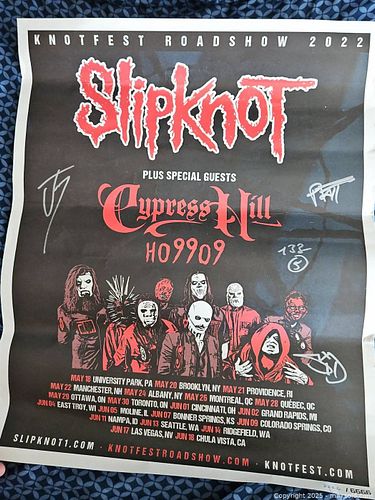 KNOTFEST ROADSHOW 2022
SLIPKNOT
PLUS SPECIAL GUESTS
Cypress Hill
HO99O9
133
5
MAY 18 UNIVERSITY PARK, PA MAY 20 BROOKLYN, NY MAY 21 PROVIDENCE, RI
MAY 22 MANCHESTER, NH MAY 24 ALBANY, NY MAY 25 MONTREAL, QC MAY 28 QUÉBEC, QC
MAY 29 OTTAWA, ON MAY 30 TORONTO, ON JUN 01 CINCINNATI, OH JUN 02 GRAND RAPIDS, MI
JUN 04 EAST TROY, WI JUN 05 MOLINE, IL JUN 07 BONNER SPRINGS, KS JUN 09 COLORADO SPRINGS, CO
JUN 11 NAMPA, ID JUN 13 SEATTLE, WA JUN 14 RIDGEFIELD, WA
JUN 17 LAS VEGAS, NV JUN 18 CHULA VISTA, CA
SLIPKNOT1.COM · KNOTFESTROADSHOW.COM · KNOTFEST.COM
/ 6666
Copyright 2025